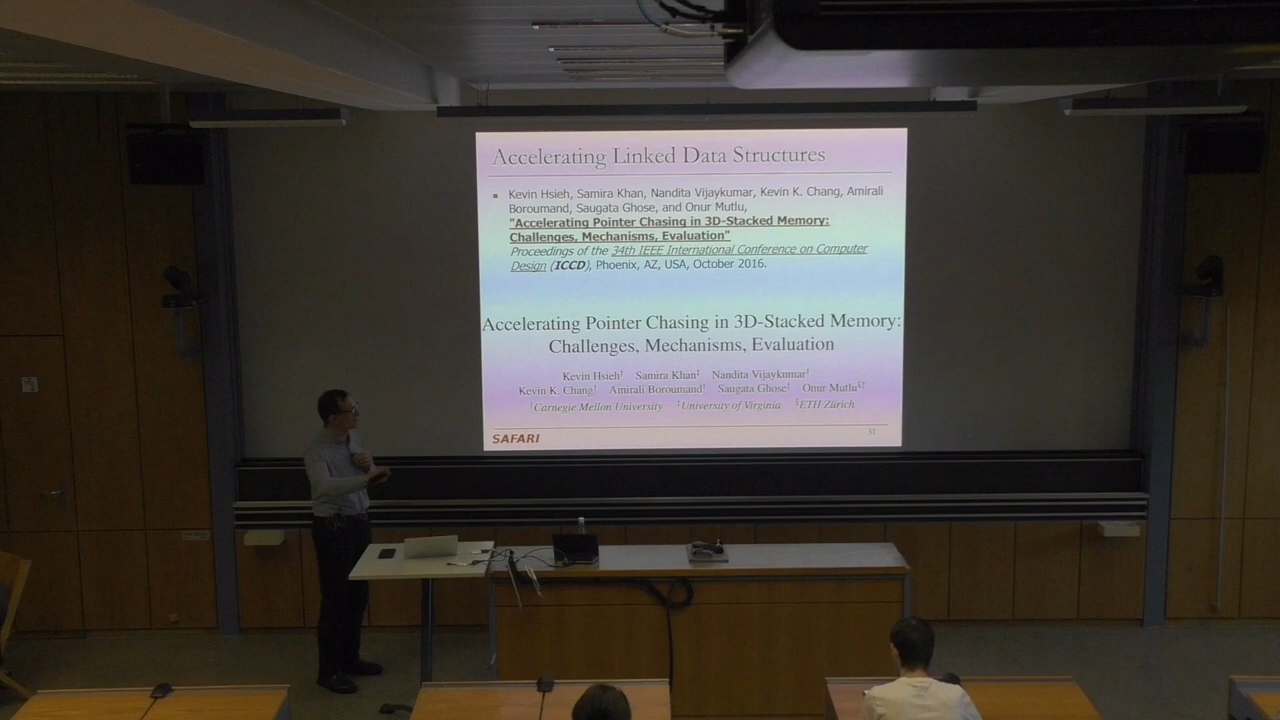 Accelerating Linked Data Structures
▪ Kevin Hsieh, Samira Khan, Nandita Vijaykumar, Kevin K. Chang, Amirali
Boroumand, Saugata Ghose, and Onur Mutlu,
"Accelerating Pointer Chasing in 3D-Stacked Memory:
Challenges, Mechanisms, Evaluation"
Proceedings of the 34th IEEE International Conference on Computer
Design (ICCD), Phoenix, AZ, USA, October 2016.
Accelerating Pointer Chasing in 3D-Stacked Memory:
Challenges, Mechanisms, Evaluation
Kevin Hsieh† Samira Khan‡ Nandita Vijaykumar†
Kevin K. Chang† Amirali Boroumand† Saugata Ghose† Onur Mutlu§†
†Carnegie Mellon University ‡University of Virginia §ETH Zürich
SAFARI 31